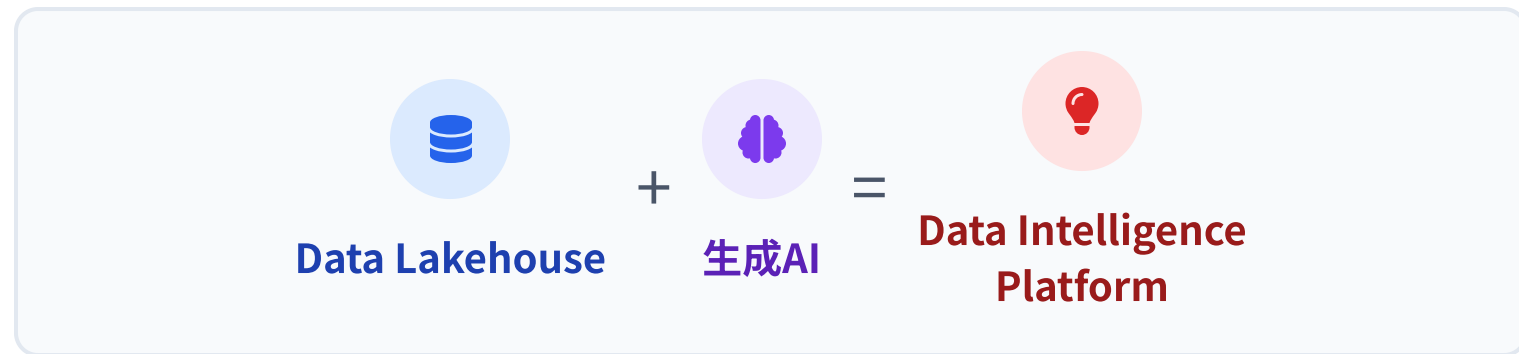 Data Lakehouse
+
生成AI
=
Data Intelligence
Platform